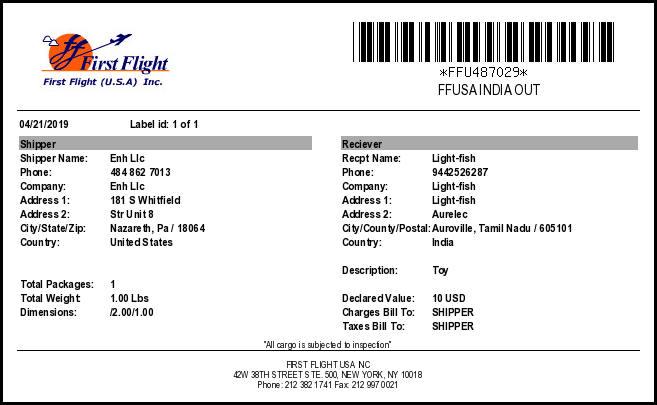 First Flight
First Flight (U.S.A) Inc.
*FFU487029*
FFUSA INDIA OUT
04/21/2019 Label id: 1 of 1
Shipper Reciever
Shipper Name: Enh Llc Recpt Name: Light-fish
Phone: 484 862 7013 Phone: 9442526287
Company: Enh Llc Company: Light-fish
Address 1: 181 S Whitfield Address 1: Light-fish
Address 2: Str Unit 8 Address 2: Aurelec
City/State/Zip: Nazareth, Pa / 18064 City/County/Postal: Auroville, Tamil Nadu / 605101
Country: United States Country: India
Description: Toy
Total Packages: 1
Total Weight: 1.00 Lbs Declared Value: 10 USD
Dimensions: /2.00/1.00 Charges Bill To: SHIPPER
Taxes Bill To: SHIPPER
"All cargo is subjected to inspection"
FIRST FLIGHT USA INC
42W 38TH STREET STE. 500, NEW YORK, NY 10018
Phone: 212 382 1741 Fax: 212 997 0021